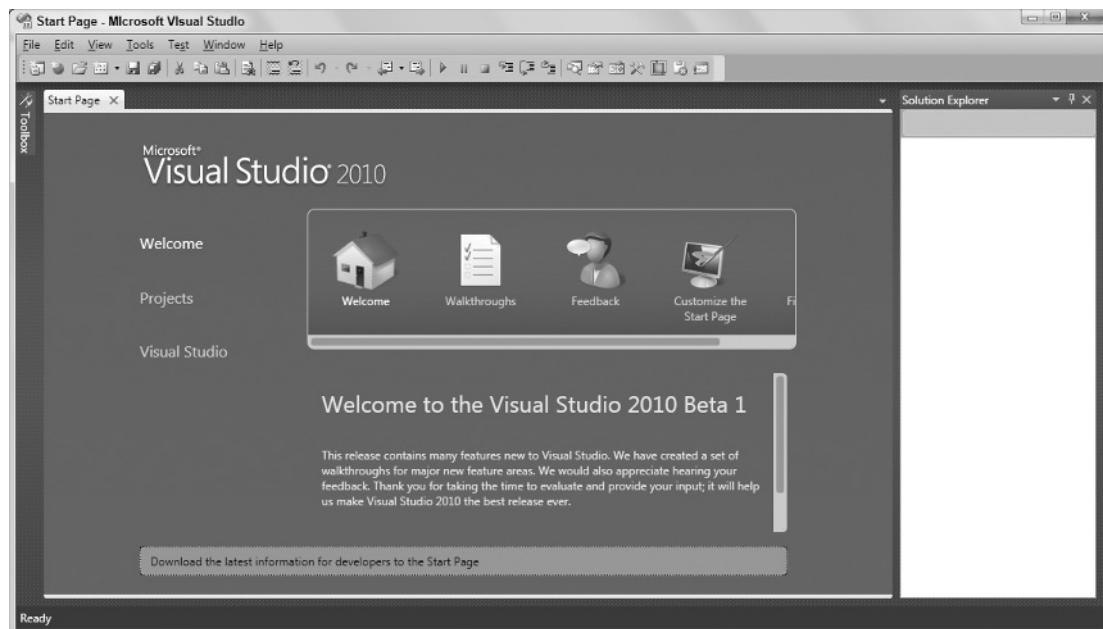 Start Page - Microsoft Visual Studio
File Edit View Tools Test Window Help
Start Page
Solution Explorer
Toolbox
Microsoft®
Visual Studio® 2010
Welcome
Projects
Visual Studio
Welcome
Walkthroughs
Feedback
Customize the
Start Page
Fi
Welcome to the Visual Studio 2010 Beta 1
This release contains many features new to Visual Studio. We have created a set of
walkthroughs for major new feature areas. We would also appreciate hearing your
feedback. Thank you for taking the time to evaluate and provide your input; it will help
us make Visual Studio 2010 the best release ever.
Download the latest information for developers to the Start Page
Ready